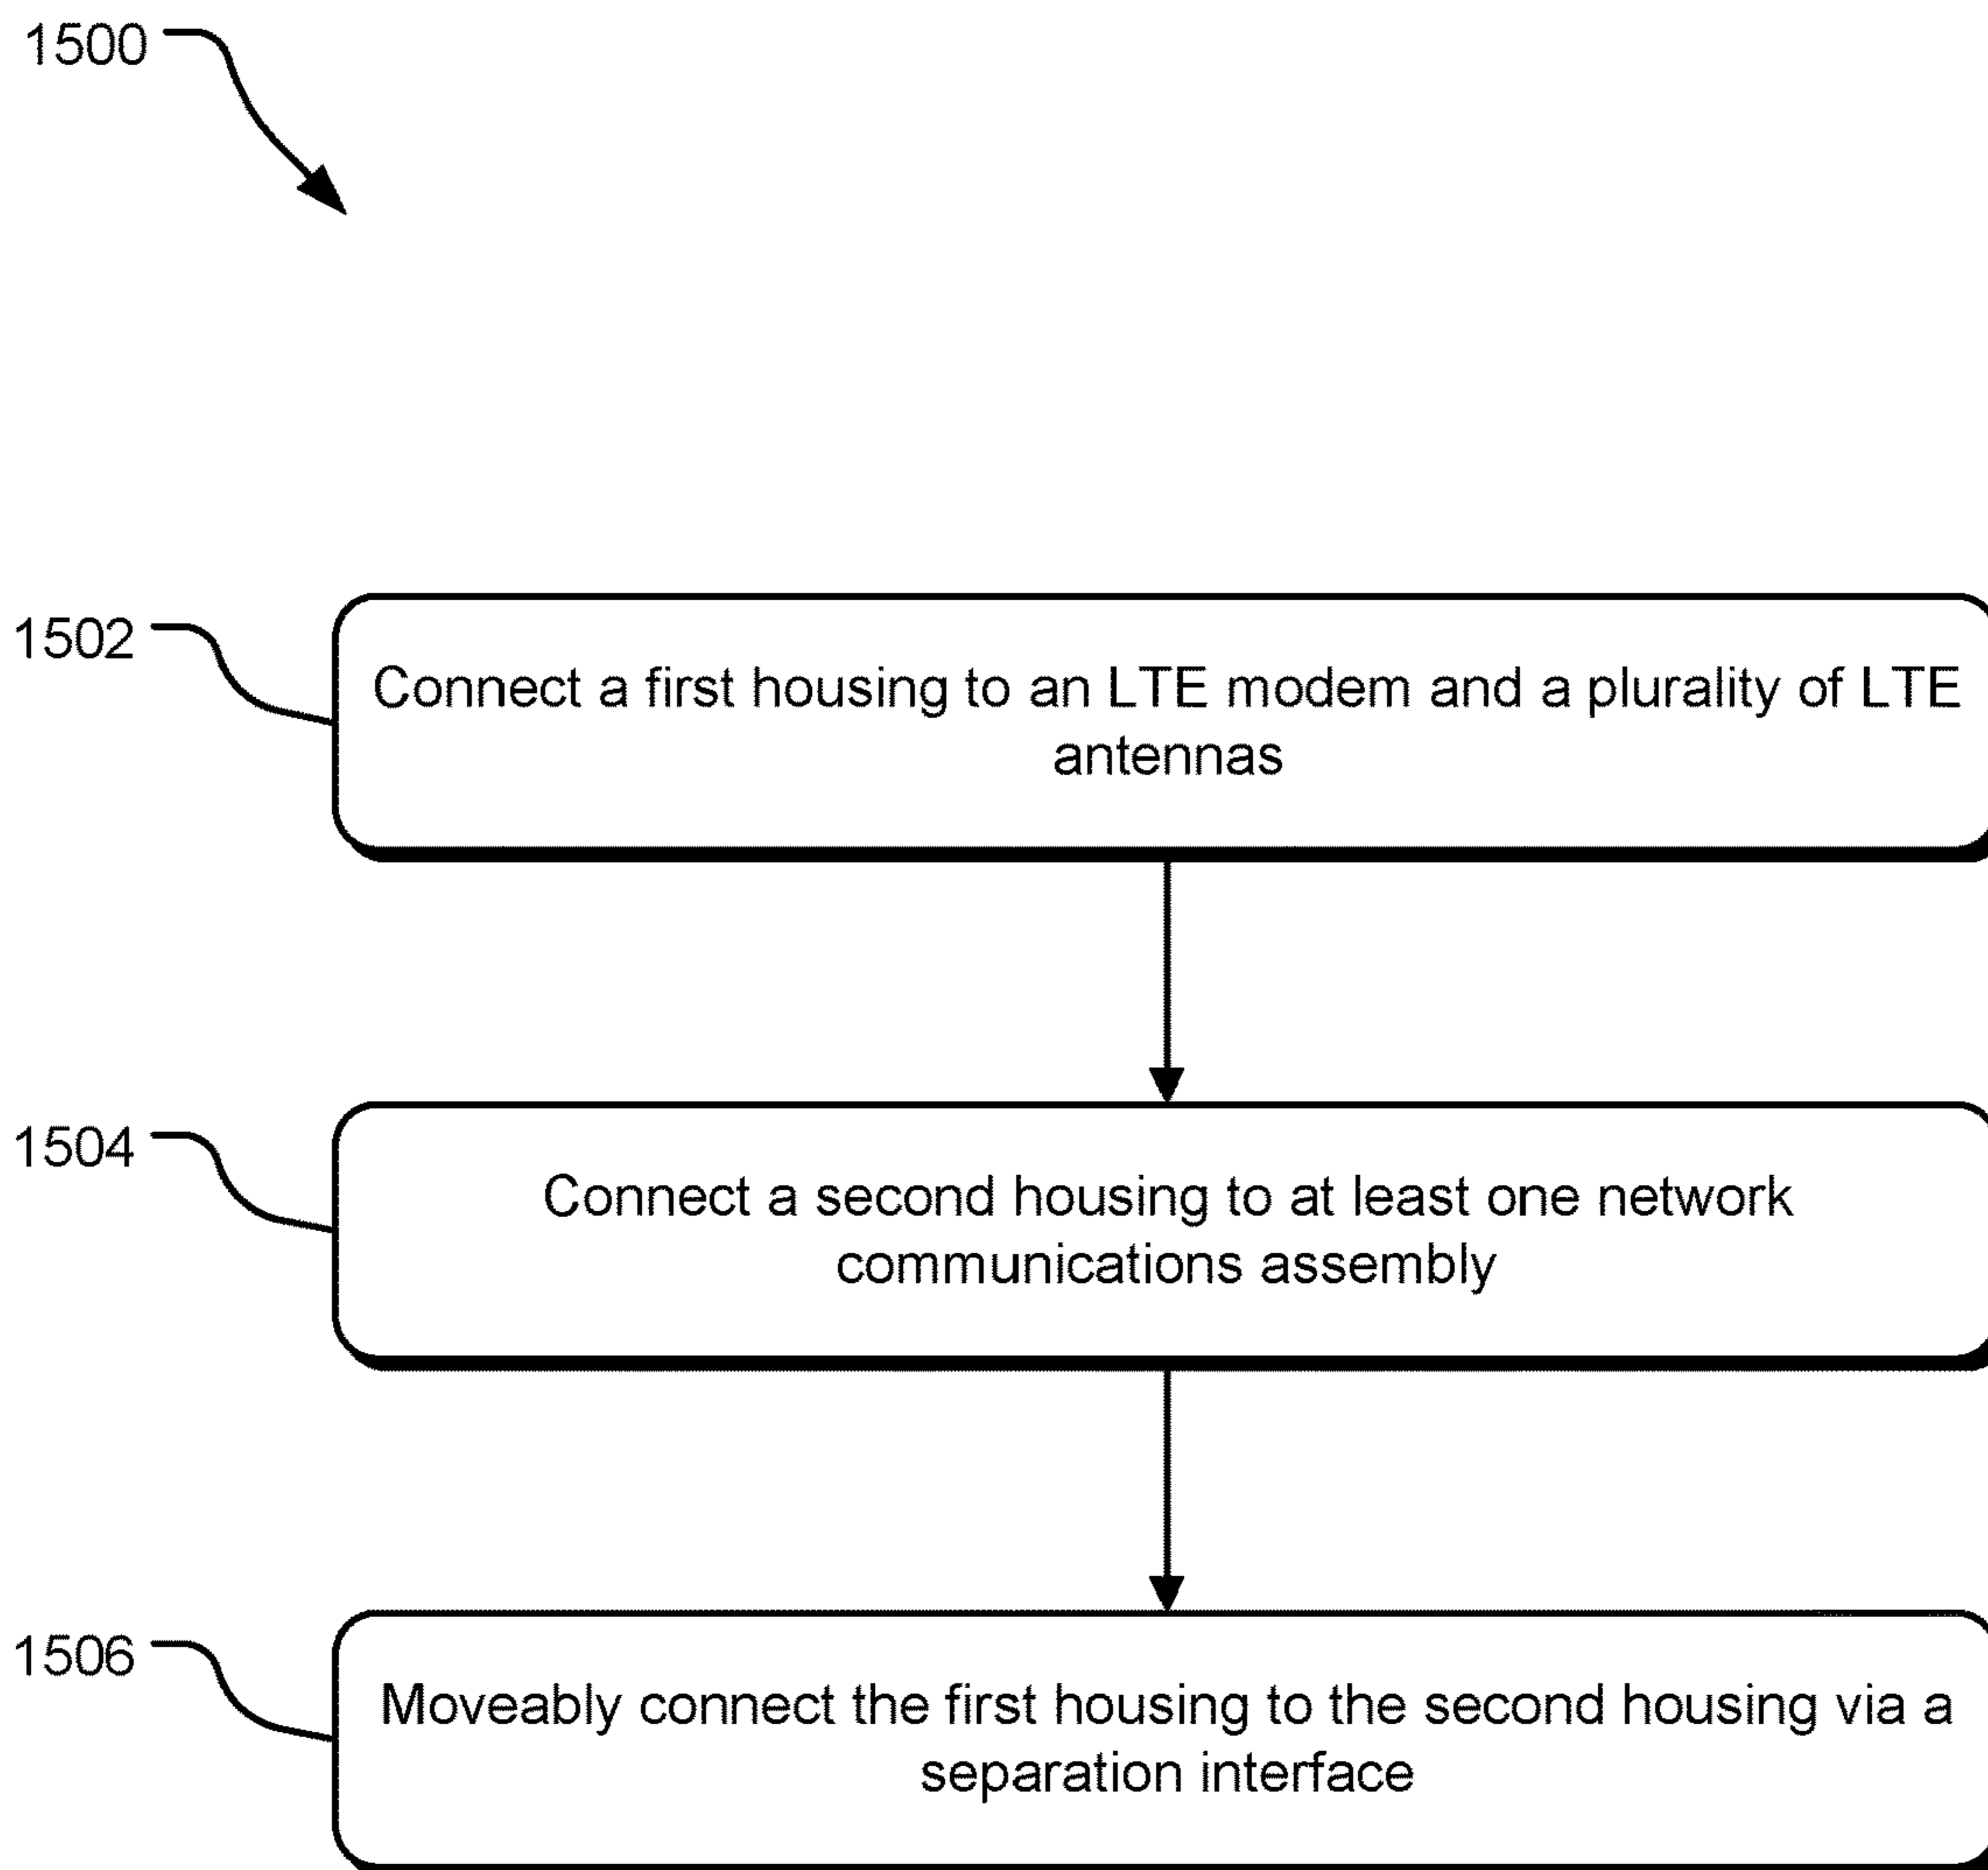 1500
1502
Connect a first housing to an LTE modem and a plurality of LTE
antennas
1504
Connect a second housing to at least one network
communications assembly
1506
Moveably connect the first housing to the second housing via a
separation interface